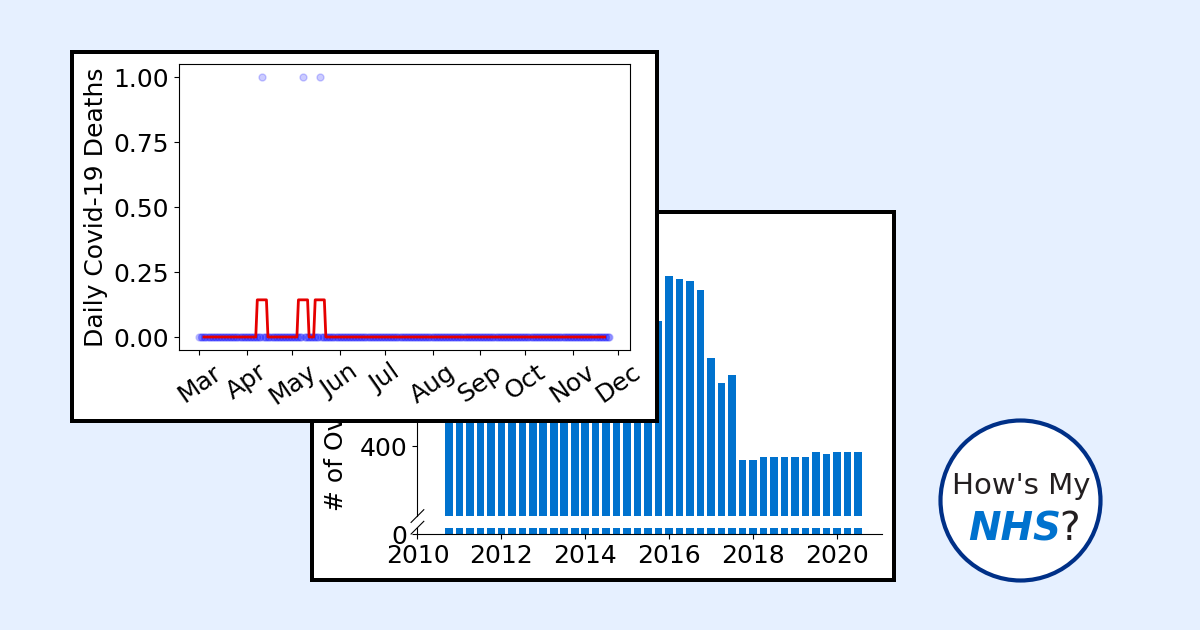 Daily Covid-19 Deaths
1.00
0.75
0.50
0.25
0.00
Mar Apr May Jun Jul Aug Sep Oct Nov Dec
# of
400
0
2010 2012 2014 2016 2018 2020
How's My
NHS?